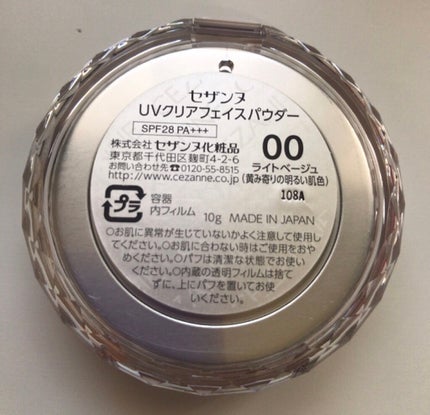 セザンヌ
UVクリアフェイスパウダー
SPF28 PA+++
株式会社 セザンヌ化粧品
東京都千代田区麹町4-2-6
お問い合わせ先☎0120-55-8515
http://www.cezanne.co.jp
00
ライトベージュ
(黄み寄りの明るい肌色)
108A
プラ
容器
内フィルム
10g MADE IN JAPAN
○お肌に異常が生じていないかよく注意して使用し
てください。○お肌に合わない時はご使用をおや
めください。○パフは清潔な状態でお使い
ください。○内蔵の透明フィルムは捨て
ずに、上にパフを置いてお使
いください。